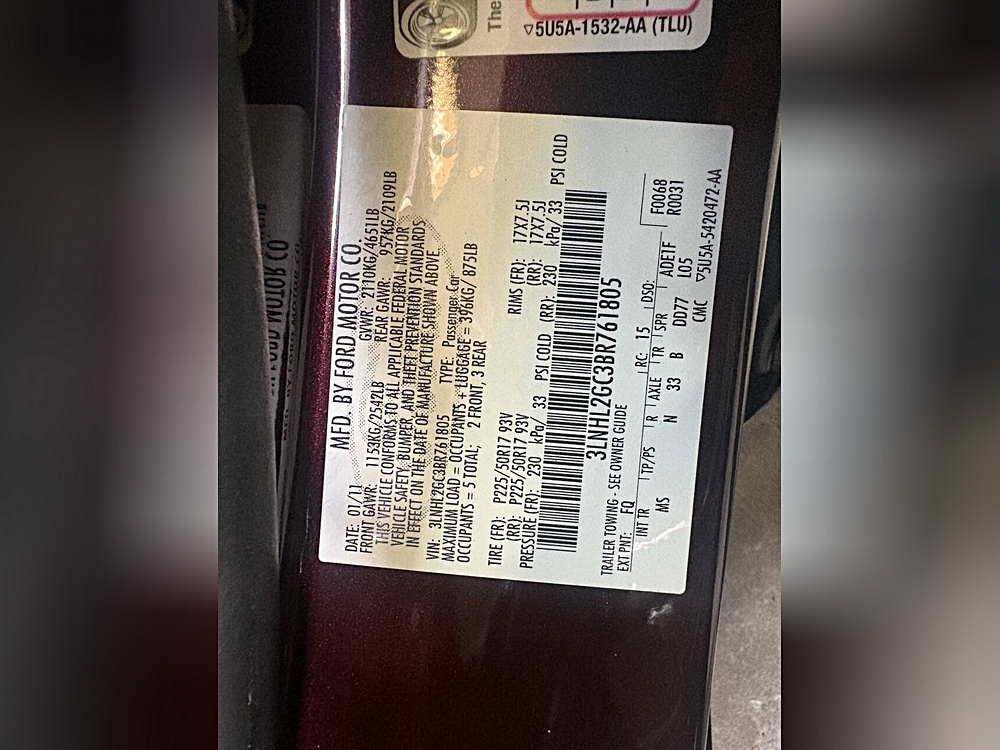 The
▽5U5A-1532-AA (TLU)
MFD. BY FORD MOTOR CO.
DATE: 01/11 GVWR: 2110KG/4651LB
FRONT GAWR: 1153KG/2542LB REAR GAWR: 957KG/2109LB
THIS VEHICLE CONFORMS TO ALL APPLICABLE FEDERAL MOTOR
VEHICLE SAFETY, BUMPER, AND THEFT PREVENTION STANDARDS
IN EFFECT ON THE DATE OF MANUFACTURE SHOWN ABOVE.
VIN: 3LNHL2GC3BR761805 TYPE: Passenger Car
MAXIMUM LOAD = OCCUPANTS + LUGGAGE = 396KG/ 875LB
OCCUPANTS = 5 TOTAL; 2 FRONT, 3 REAR
TIRE (FR): P225/50R17 93V RIMS (FR): 17X7.5J
(RR): P225/50R17 93V (RR): 17X7.5J
PRESSURE (FR): 230 kPa/ 33 PSI COLD (RR): 230 kPa/ 33 PSI COLD
3LNHL2GC3BR761805
TRAILER TOWING - SEE OWNER GUIDE
EXT PNT: FQ RC: 15 DSO: F0068
R0031
INT TR TP/PS R AXLE TR SPR ADE1F
MS N 33 B DD77 L05
CMC ▽5U5A-5420472-AA